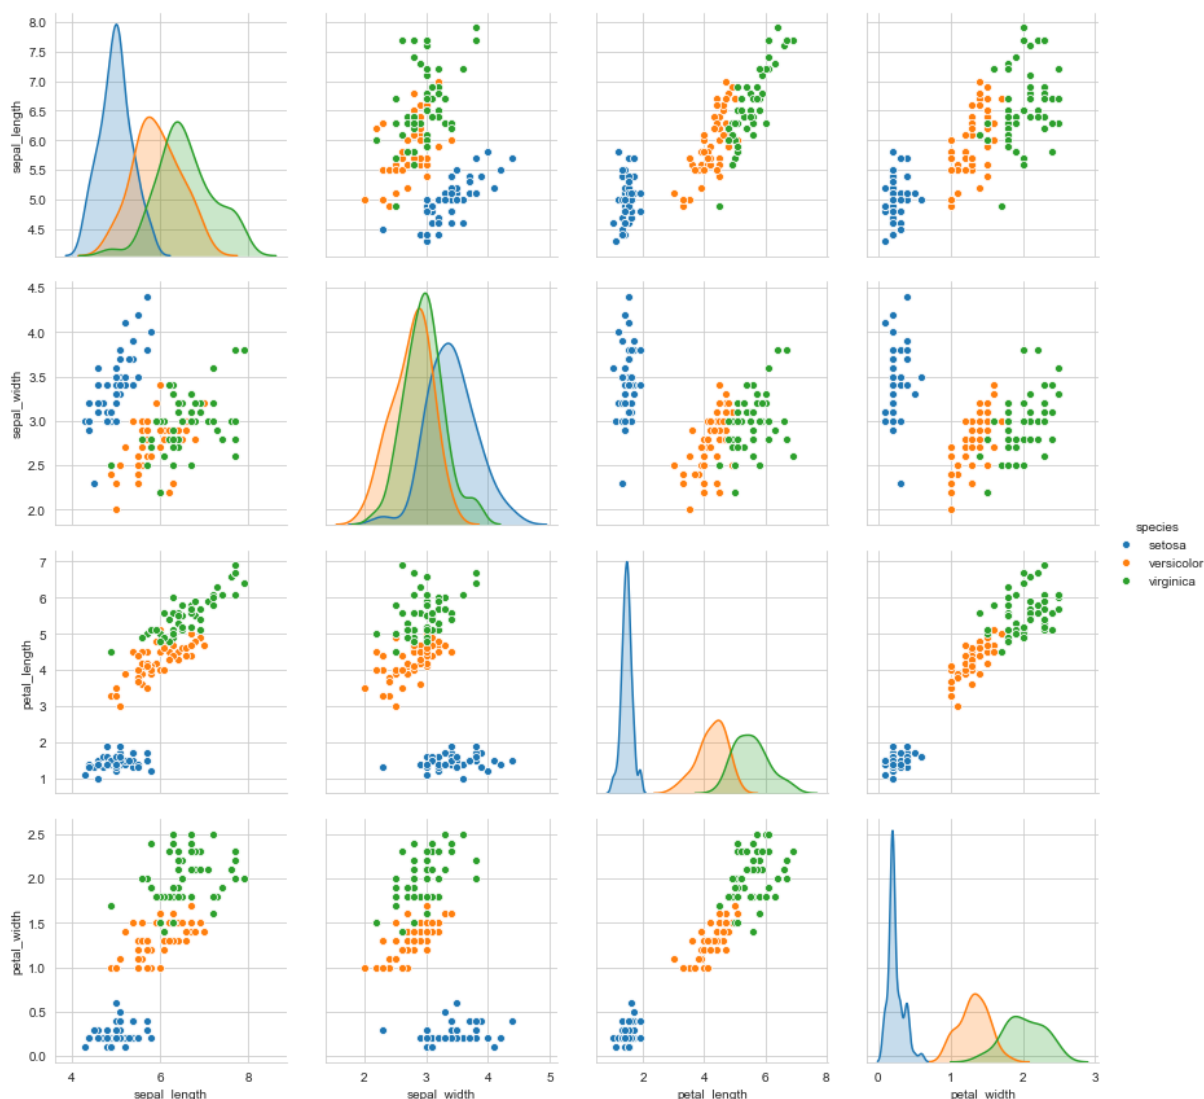 8.0
7.5
7.0
6.5
6.0
5.5
5.0
4.5
sepal_length
4.5
4.0
3.5
3.0
2.5
2.0
sepal_width
species
setosa
versicolor
virginica
7
6
5
4
3
2
1
petal_length
2.5
2.0
1.5
1.0
0.5
0.0
petal_width
4 6 8 2 3 4 5 2 4 6 8 0 1 2 3
sepal_length sepal_width petal_length petal_width